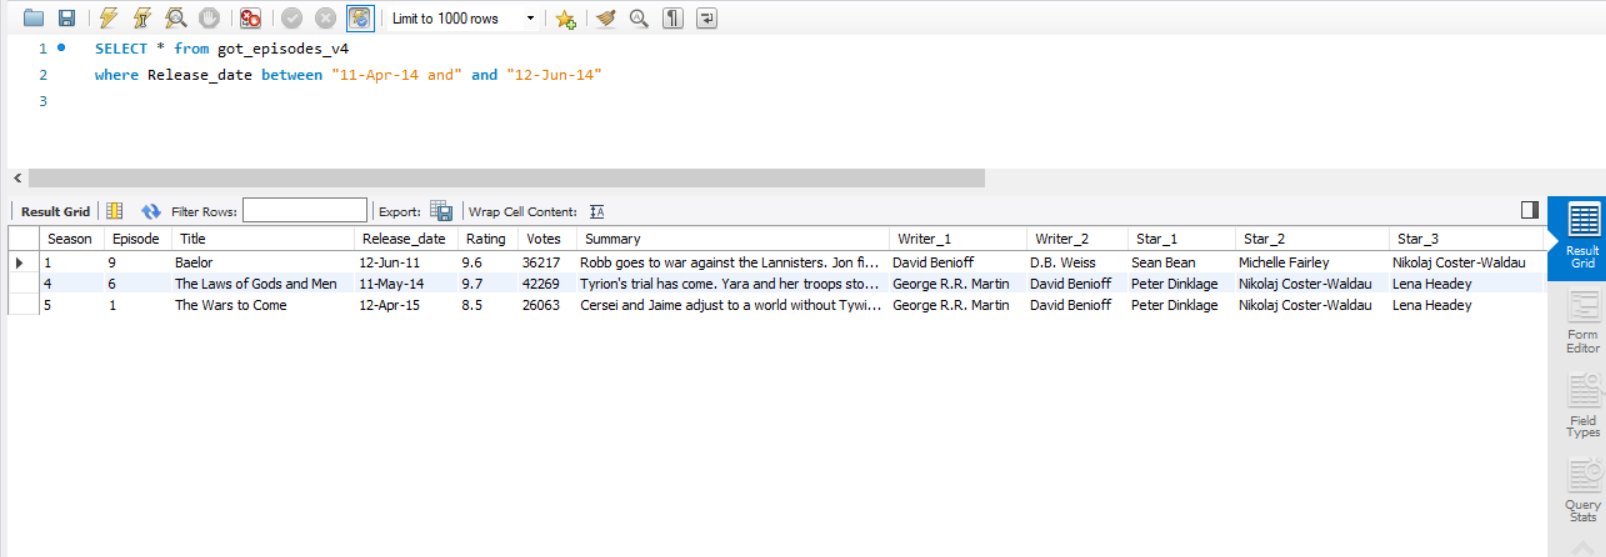 Limit to 1000 rows
1 SELECT * from got_episodes_v4
2 where Release_date between "11-Apr-14 and" and "12-Jun-14"
3
Result Grid Filter Rows: Export: Wrap Cell Content:
Season Episode Title Release_date Rating Votes Summary Writer_1 Writer_2 Star_1 Star_2 Star_3
1 9 Baelor 12-Jun-11 9.6 36217 Robb goes to war against the Lannisters. Jon fi... David Benioff D.B. Weiss Sean Bean Michelle Fairley Nikolaj Coster-Waldau
4 6 The Laws of Gods and Men 11-May-14 9.7 42269 Tyrion's trial has come. Yara and her troops sto... George R.R. Martin David Benioff Peter Dinklage Nikolaj Coster-Waldau Lena Headey
5 1 The Wars to Come 12-Apr-15 8.5 26063 Cersei and Jaime adjust to a world without Tywi... George R.R. Martin David Benioff Peter Dinklage Nikolaj Coster-Waldau Lena Headey
Result
Grid
Form
Editor
Field
Types
Query
Stats